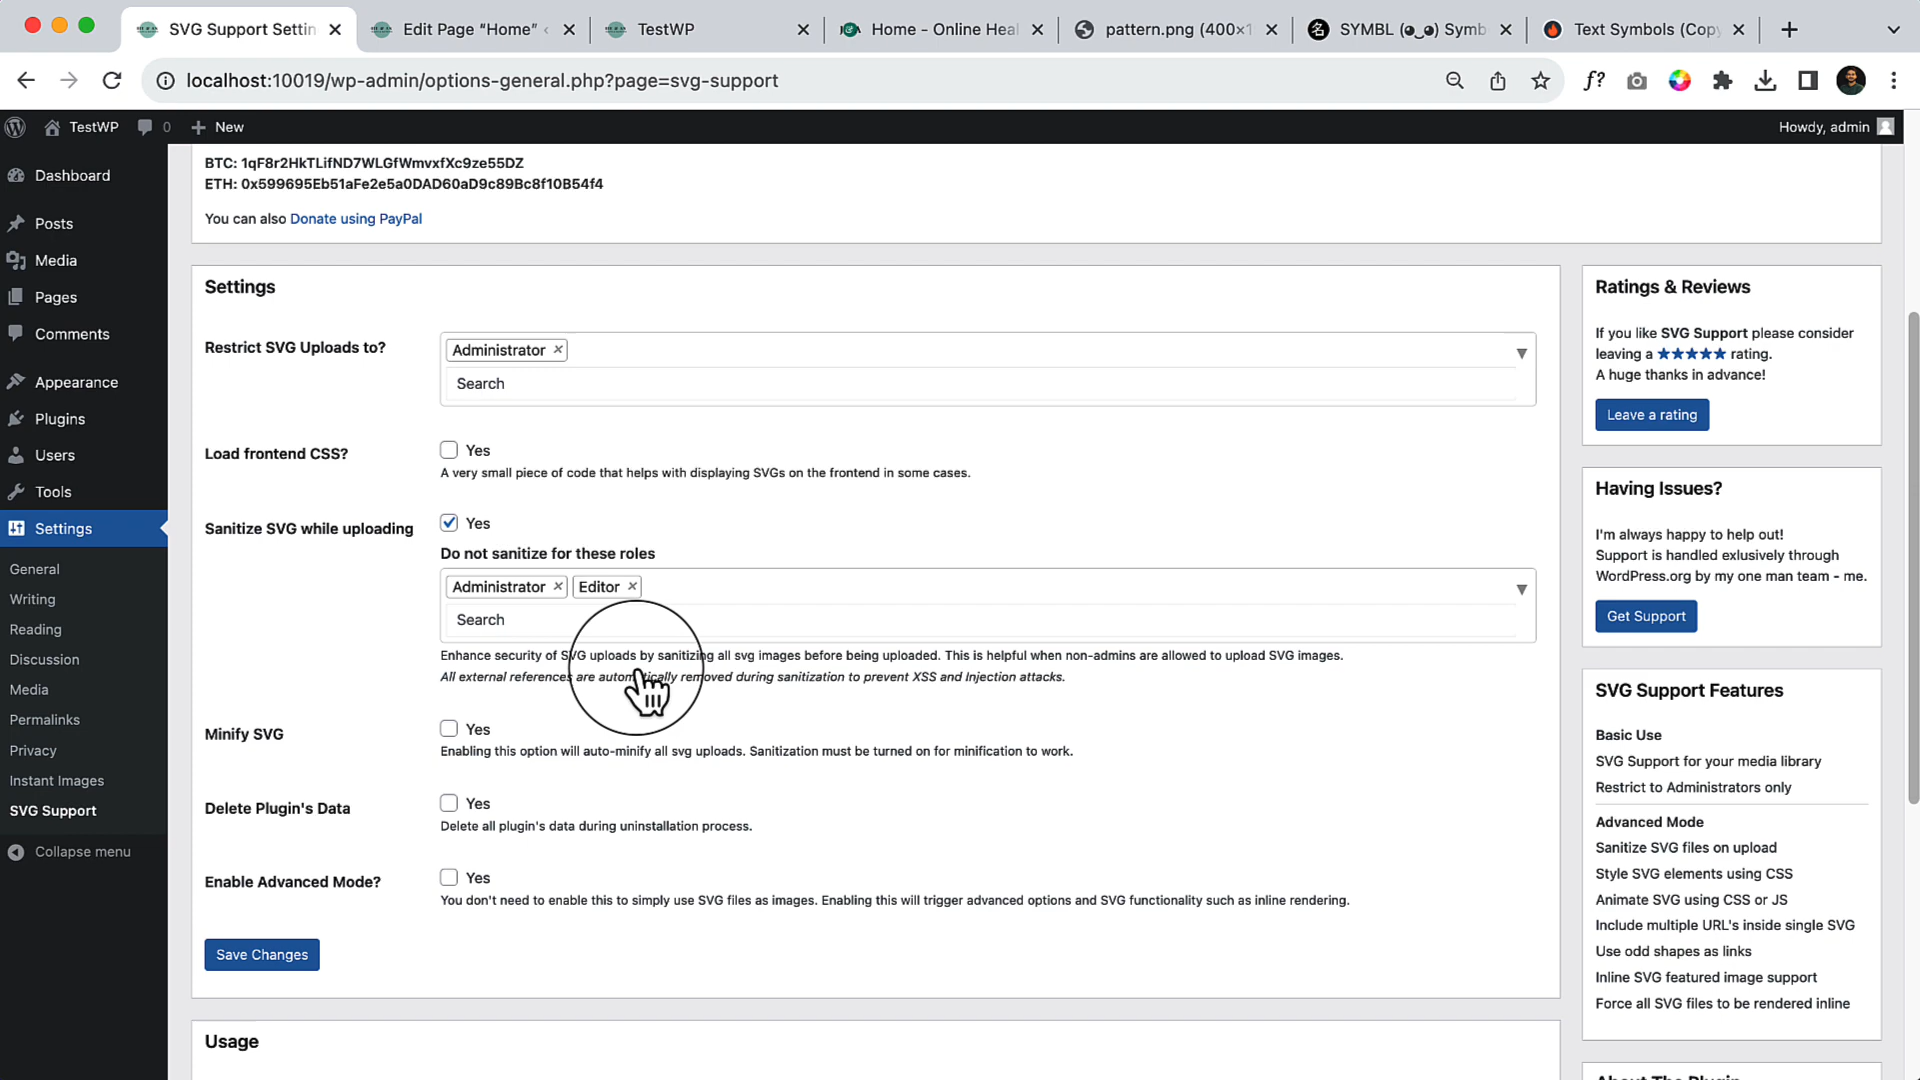 SVG Support Settin
Edit Page “Home” ‹
TestWP
Home - Online Heal
pattern.png (400×1
SYMBL (◕‿◕) Symb
Text Symbols (Copy
localhost:10019/wp-admin/options-general.php?page=svg-support
f?
TestWP
0
New
Howdy, admin
Dashboard
Posts
Media
Pages
Comments
Appearance
Plugins
Users
Tools
Settings
General
Writing
Reading
Discussion
Media
Permalinks
Privacy
Instant Images
SVG Support
Collapse menu
BTC: 1qF8r2HkTLifND7WLGfWmvxfXc9ze55DZ
ETH: 0x599695Eb51aFe2e5a0DAD60aD9c89Bc8f10B54f4
You can also Donate using PayPal
Settings
Restrict SVG Uploads to?
Administrator ×
Search
Load frontend CSS?
Yes
A very small piece of code that helps with displaying SVGs on the frontend in some cases.
Sanitize SVG while uploading
Yes
Do not sanitize for these roles
Administrator × Editor ×
Search
Enhance security of SVG uploads by sanitizing all svg images before being uploaded. This is helpful when non-admins are allowed to upload SVG images.
All external references are automatically removed during sanitization to prevent XSS and Injection attacks.
Minify SVG
Yes
Enabling this option will auto-minify all svg uploads. Sanitization must be turned on for minification to work.
Delete Plugin's Data
Yes
Delete all plugin's data during uninstallation process.
Enable Advanced Mode?
Yes
You don't need to enable this to simply use SVG files as images. Enabling this will trigger advanced options and SVG functionality such as inline rendering.
Save Changes
Usage
Ratings & Reviews
If you like SVG Support please consider
leaving a ★★★★★ rating.
A huge thanks in advance!
Leave a rating
Having Issues?
I'm always happy to help out!
Support is handled exlusively through
WordPress.org by my one man team - me.
Get Support
SVG Support Features
Basic Use
SVG Support for your media library
Restrict to Administrators only
Advanced Mode
Sanitize SVG files on upload
Style SVG elements using CSS
Animate SVG using CSS or JS
Include multiple URL's inside single SVG
Use odd shapes as links
Inline SVG featured image support
Force all SVG files to be rendered inline
About The Plugin